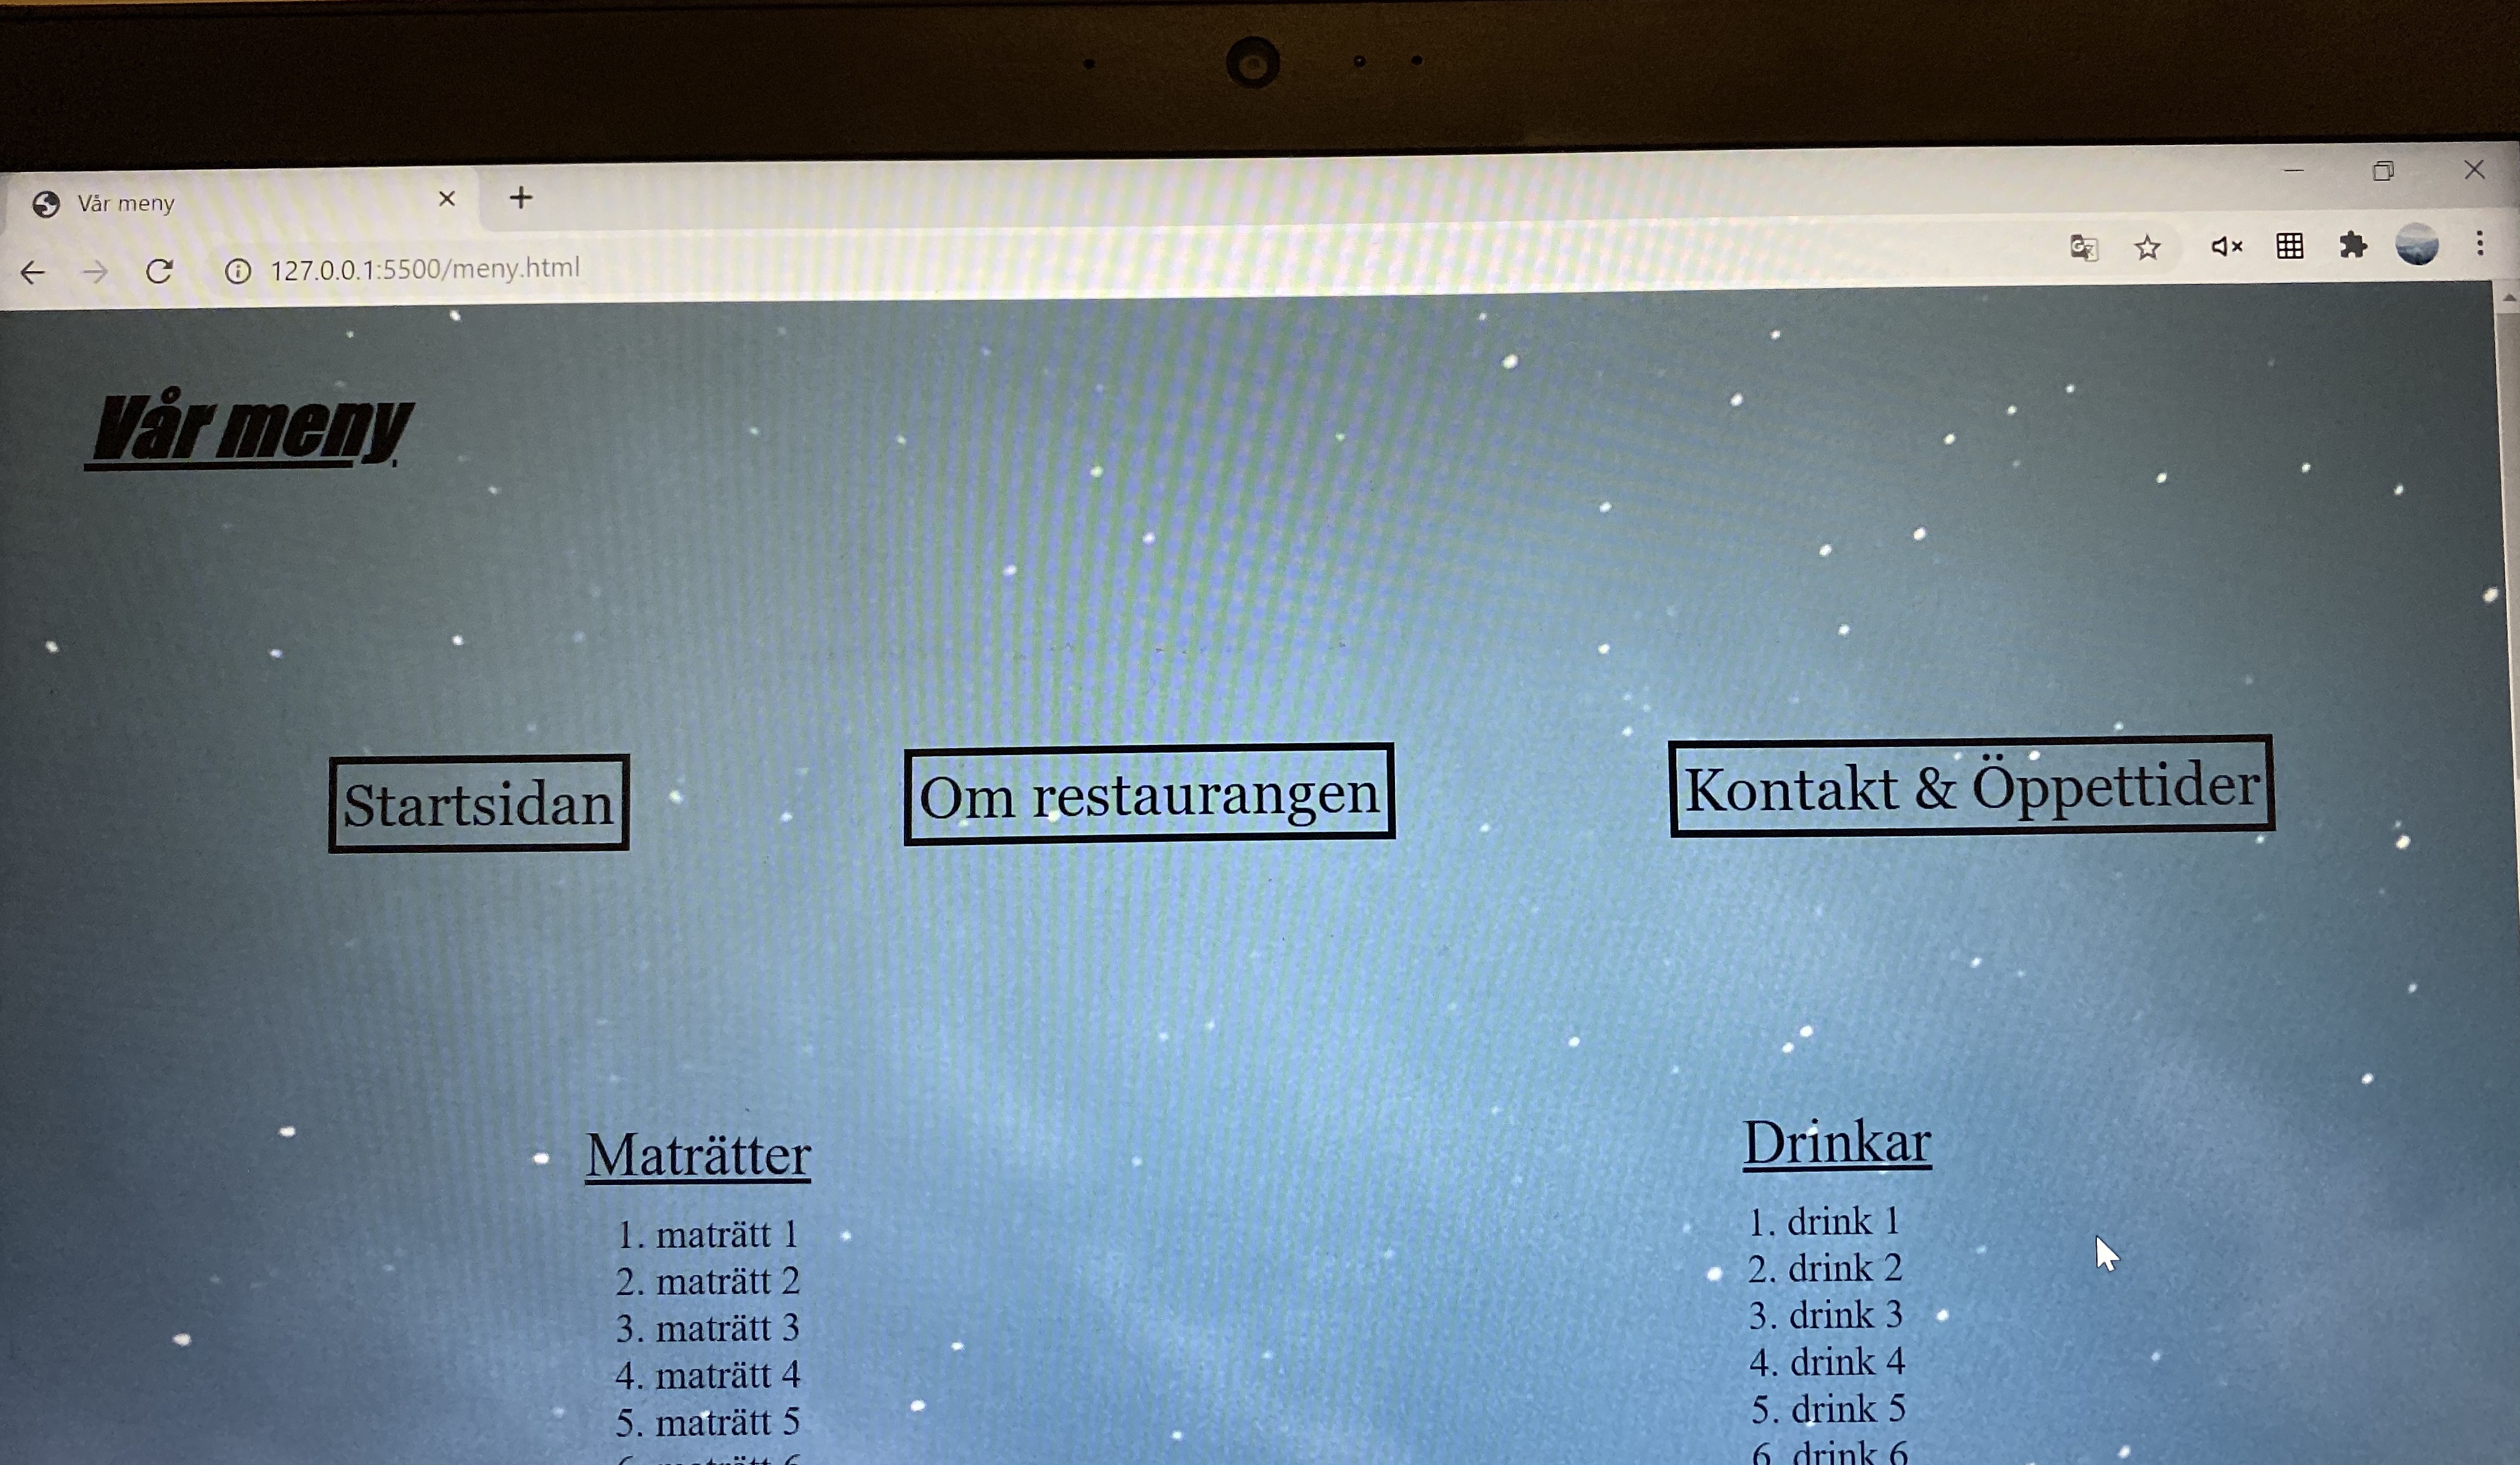 Vår meny
127.0.0.1:5500/meny.html
Vår meny
Startsidan
Om restaurangen
Kontakt & Öppettider
Maträtter
1. maträtt 1
2. maträtt 2
3. maträtt 3
4. maträtt 4
5. maträtt 5
6. maträtt 6
Drinkar
1. drink 1
2. drink 2
3. drink 3
4. drink 4
5. drink 5
6. drink 6